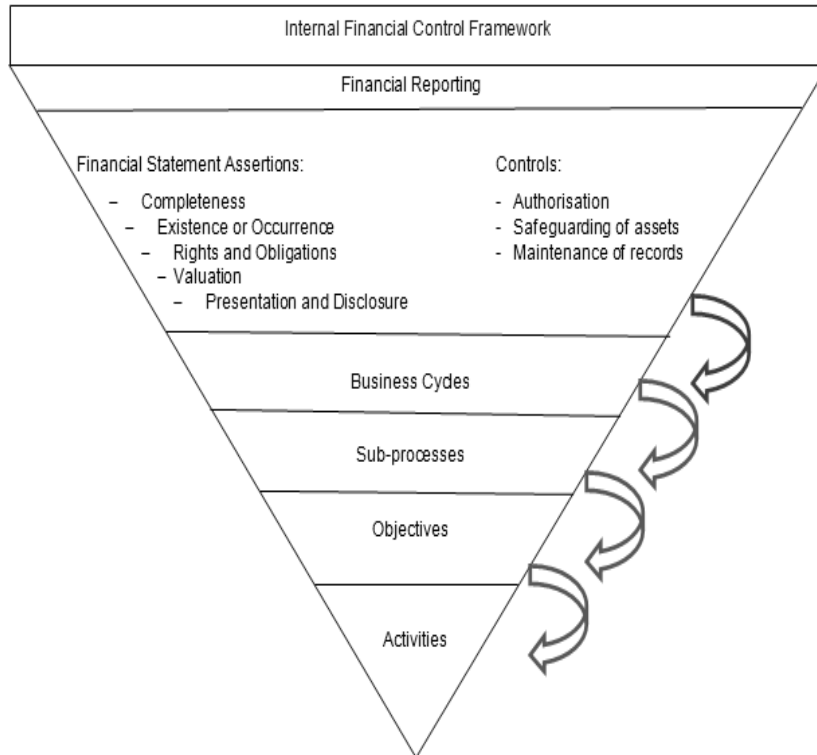 Internal Financial Control Framework
Financial Reporting
Financial Statement Assertions:
– Completeness
– Existence or Occurrence
– Rights and Obligations
– Valuation
– Presentation and Disclosure
Controls:
- Authorisation
- Safeguarding of assets
- Maintenance of records
Business Cycles
Sub-processes
Objectives
Activities